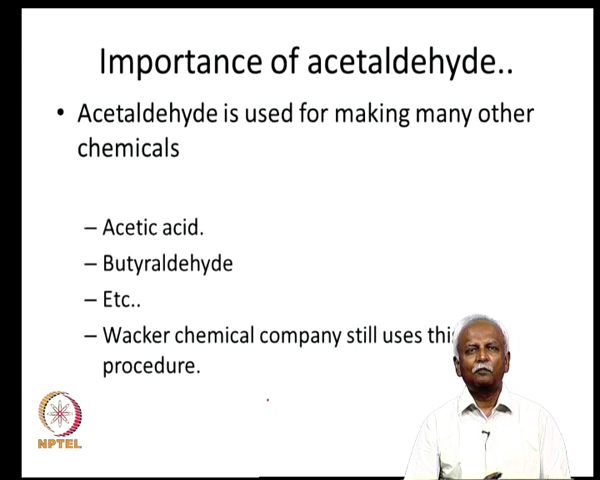 Importance of acetaldehyde..
• Acetaldehyde is used for making many other
chemicals
– Acetic acid.
– Butyraldehyde
– Etc..
– Wacker chemical company still uses
procedure.
NPTEL